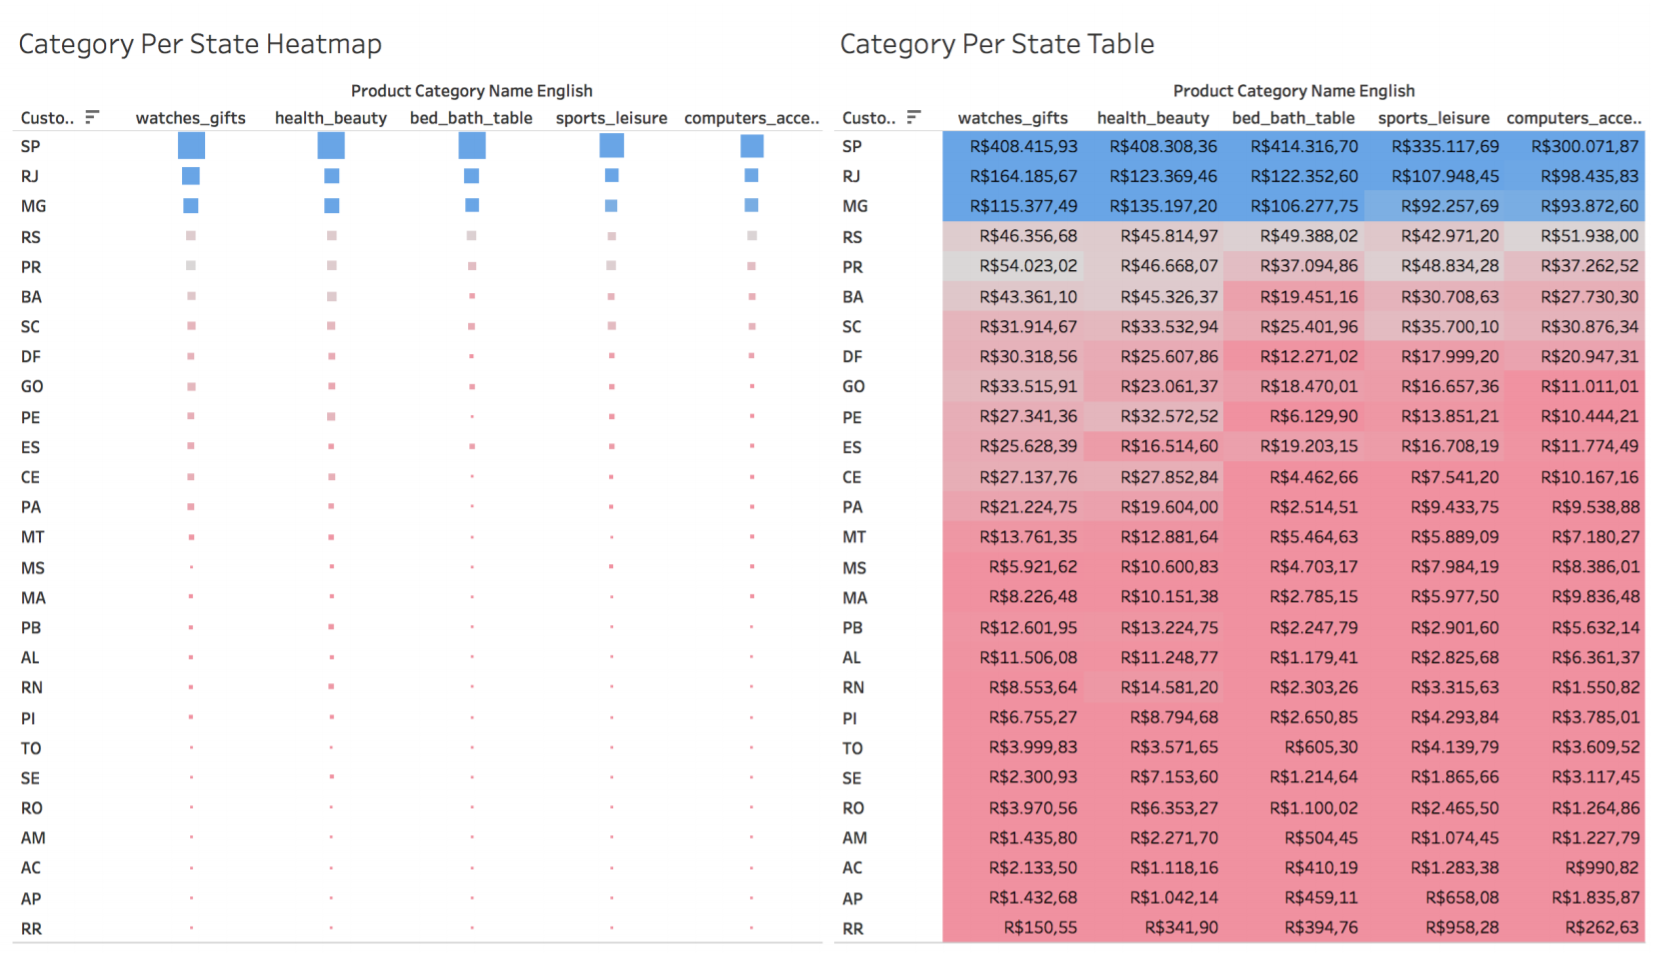 Category Per State Heatmap
Product Category Name English
Custo.. watches_gifts health_beauty bed_bath_table sports_leisure computers_acce..
SP
RJ
MG
RS
PR
BA
SC
DF
GO
PE
ES
CE
PA
MT
MS
MA
PB
AL
RN
PI
TO
SE
RO
AM
AC
AP
RR
Category Per State Table
Product Category Name English
Custo.. watches_gifts health_beauty bed_bath_table sports_leisure computers_acce..
SP R$408.415,93 R$408.308,36 R$414.316,70 R$335.117,69 R$300.071,87
RJ R$164.185,67 R$123.369,46 R$122.352,60 R$107.948,45 R$98.435,83
MG R$115.377,49 R$135.197,20 R$106.277,75 R$92.257,69 R$93.872,60
RS R$46.356,68 R$45.814,97 R$49.388,02 R$42.971,20 R$51.938,00
PR R$54.023,02 R$46.668,07 R$37.094,86 R$48.834,28 R$37.262,52
BA R$43.361,10 R$45.326,37 R$19.451,16 R$30.708,63 R$27.730,30
SC R$31.914,67 R$33.532,94 R$25.401,96 R$35.700,10 R$30.876,34
DF R$30.318,56 R$25.607,86 R$12.271,02 R$17.999,20 R$20.947,31
GO R$33.515,91 R$23.061,37 R$18.470,01 R$16.657,36 R$11.011,01
PE R$27.341,36 R$32.572,52 R$6.129,90 R$13.851,21 R$10.444,21
ES R$25.628,39 R$16.514,60 R$19.203,15 R$16.708,19 R$11.774,49
CE R$27.137,76 R$27.852,84 R$4.462,66 R$7.541,20 R$10.167,16
PA R$21.224,75 R$19.604,00 R$2.514,51 R$9.433,75 R$9.538,88
MT R$13.761,35 R$12.881,64 R$5.464,63 R$5.889,09 R$7.180,27
MS R$5.921,62 R$10.600,83 R$4.703,17 R$7.984,19 R$8.386,01
MA R$8.226,48 R$10.151,38 R$2.785,15 R$5.977,50 R$9.836,48
PB R$12.601,95 R$13.224,75 R$2.247,79 R$2.901,60 R$5.632,14
AL R$11.506,08 R$11.248,77 R$1.179,41 R$2.825,68 R$6.361,37
RN R$8.553,64 R$14.581,20 R$2.303,26 R$3.315,63 R$1.550,82
PI R$6.755,27 R$8.794,68 R$2.650,85 R$4.293,84 R$3.785,01
TO R$3.999,83 R$3.571,65 R$605,30 R$4.139,79 R$3.609,52
SE R$2.300,93 R$7.153,60 R$1.214,64 R$1.865,66 R$3.117,45
RO R$3.970,56 R$6.353,27 R$1.100,02 R$2.465,50 R$1.264,86
AM R$1.435,80 R$2.271,70 R$504,45 R$1.074,45 R$1.227,79
AC R$2.133,50 R$1.118,16 R$410,19 R$1.283,38 R$990,82
AP R$1.432,68 R$1.042,14 R$459,11 R$658,08 R$1.835,87
RR R$150,55 R$341,90 R$394,76 R$958,28 R$262,63